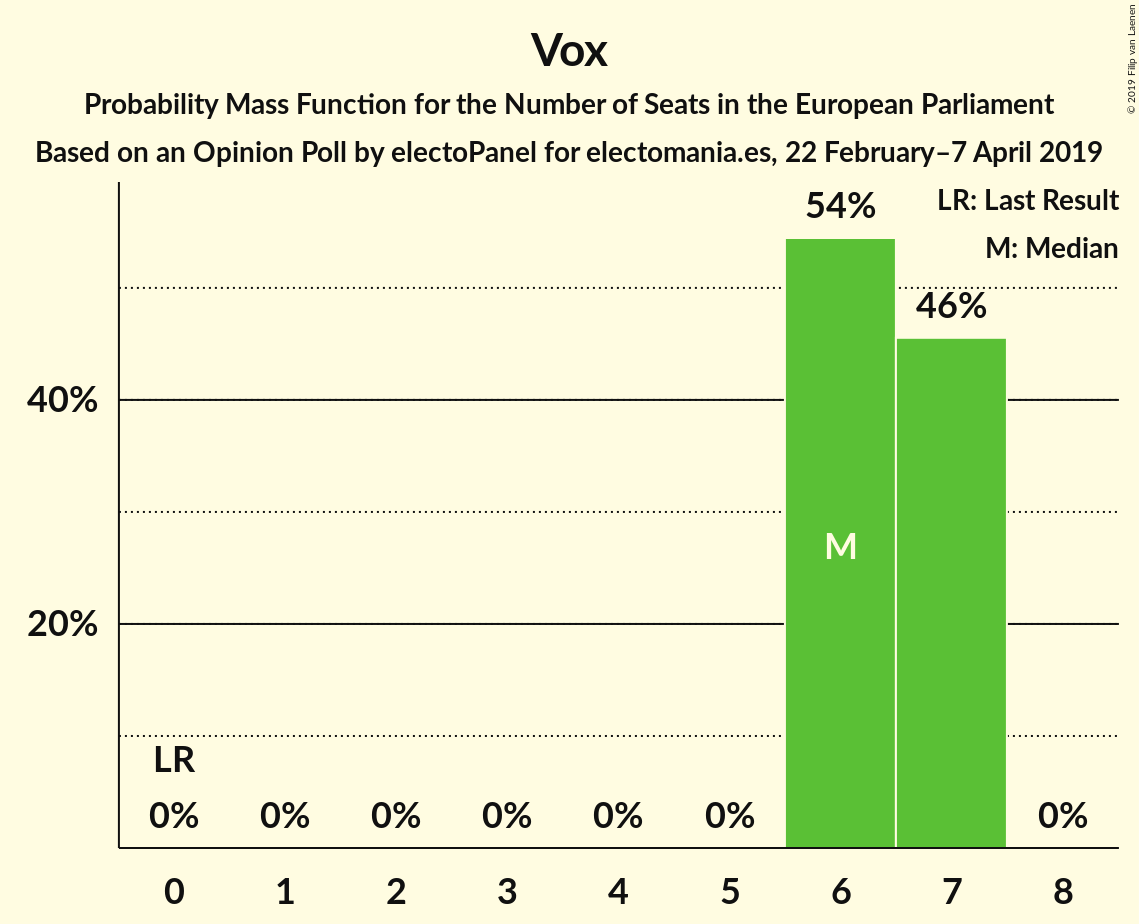 Vox
Probability Mass Function for the Number of Seats in the European Parliament
Based on an Opinion Poll by electoPanel for electomania.es, 22 February–7 April 2019
© 2019 Filip van Laenen
LR: Last Result
M: Median
54%
46%
40%
20%
M
LR
0% 0% 0% 0% 0% 0% 0%
0 1 2 3 4 5 6 7 8